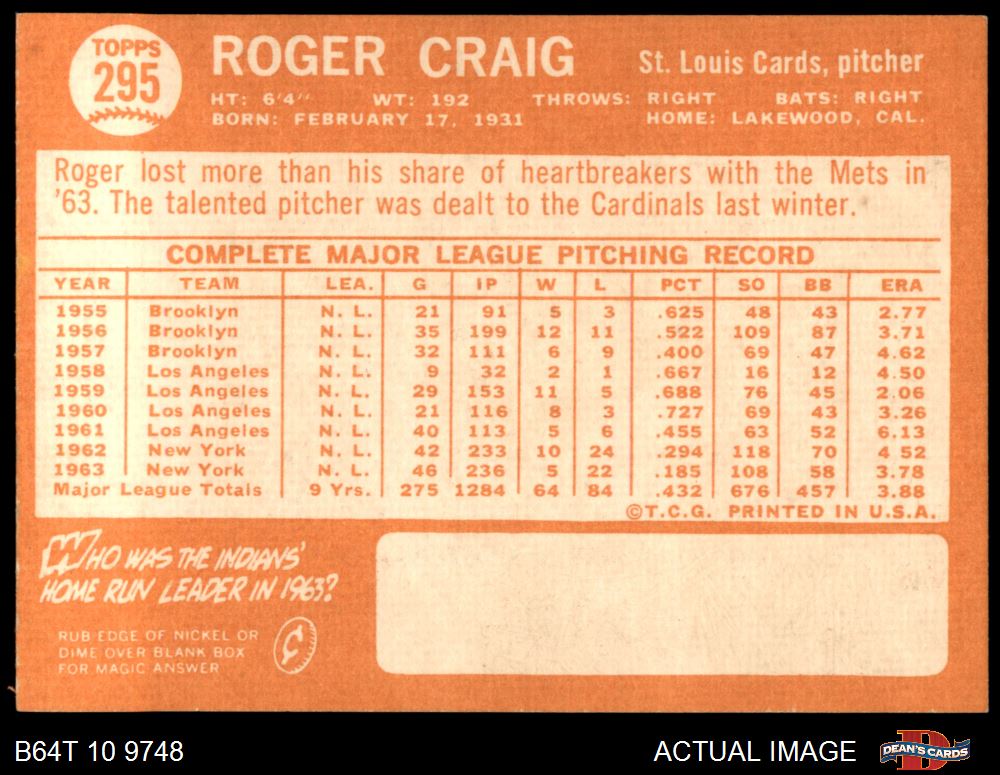 TOPPS
295
ROGER CRAIG
St. Louis Cards, pitcher
HT: 6'4" WT: 192 THROWS: RIGHT BATS: RIGHT
BORN: FEBRUARY 17, 1931 HOME: LAKEWOOD, CAL.
Roger lost more than his share of heartbreakers with the Mets in
'63. The talented pitcher was dealt to the Cardinals last winter.
COMPLETE MAJOR LEAGUE PITCHING RECORD
YEAR TEAM LEA. G IP W L PCT SO BB ERA
1955 Brooklyn N. L. 21 91 5 3 .625 48 43 2.77
1956 Brooklyn N. L. 35 199 12 11 .522 109 87 3.71
1957 Brooklyn N. L. 32 111 6 9 .400 69 47 4.62
1958 Los Angeles N. L. 9 32 2 1 .667 16 12 4.50
1959 Los Angeles N. L. 29 153 11 5 .688 76 45 2.06
1960 Los Angeles N. L. 21 116 8 3 .727 69 43 3.26
1961 Los Angeles N. L. 40 113 5 6 .455 63 52 6.13
1962 New York N. L. 42 233 10 24 .294 118 70 4 52
1963 New York N. L. 46 236 5 22 .185 108 58 3.78
Major League Totals 9 Yrs. 275 1284 64 84 .432 676 457 3.88
©T.C.G. PRINTED IN U.S.A.
WHO WAS THE INDIANS'
HOME RUN LEADER IN 1963?
RUB EDGE OF NICKEL OR
DIME OVER BLANK BOX
FOR MAGIC ANSWER
¢
B64T 10 9748
ACTUAL IMAGE
D
DEAN'S CARDS